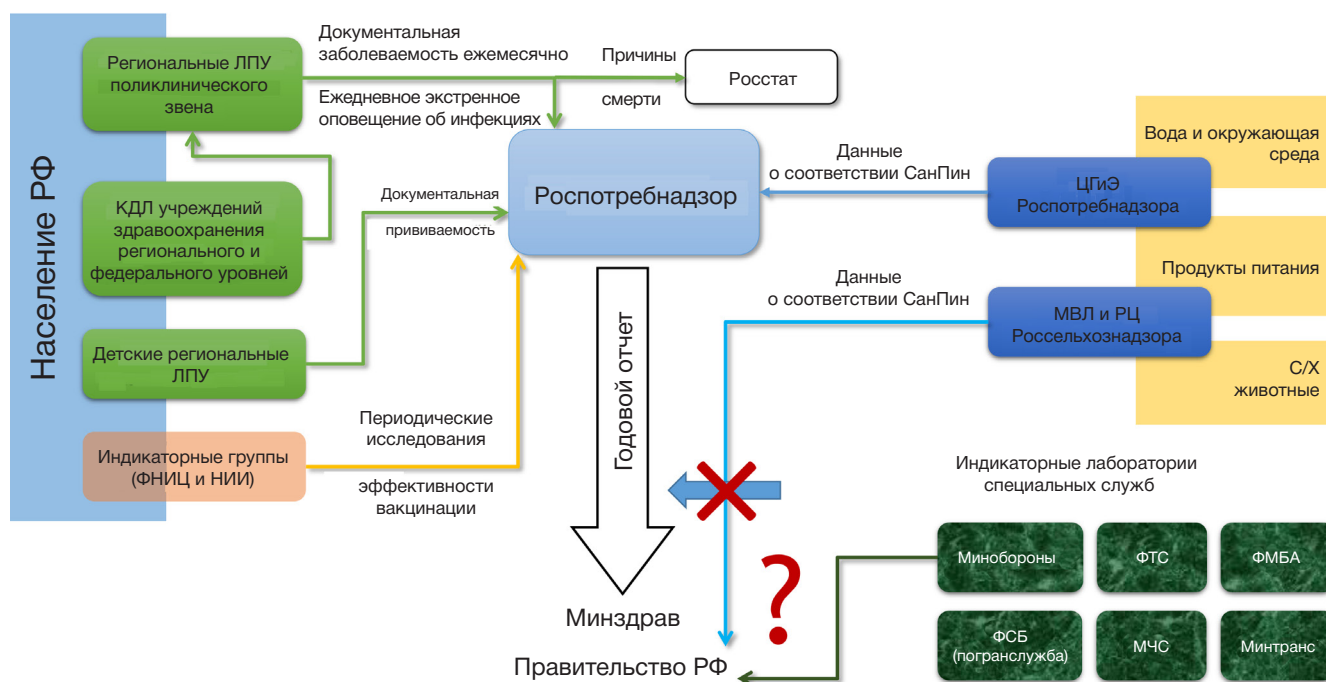 Население РФ
Региональные ЛПУ
поликлинического
звена
КДЛ учреждений
здравоохранения
регионального и
федерального уровней
Детские региональные
ЛПУ
Индикаторные группы
(ФНИЦ и НИИ)
Документальная
заболеваемость ежемесячно
Ежедневное экстренное
оповещение об инфекциях
Причины
смерти
Росстат
Документальная
прививаемость
Роспотребнадзор
Периодические
исследования
эффективности
вакцинации
Годовой отчет
Минздрав
Правительство РФ
?
Данные
о соответствии СанПин
ЦГиЭ
Роспотребнадзора
Вода и окружающая
среда
Данные
о соответствии СанПин
МВЛ и РЦ
Россельхознадзора
Продукты питания
С/Х
животные
Индикаторные лаборатории
специальных служб
Минобороны
ФТС
ФМБА
ФСБ
(погранслужба)
МЧС
Минтранс